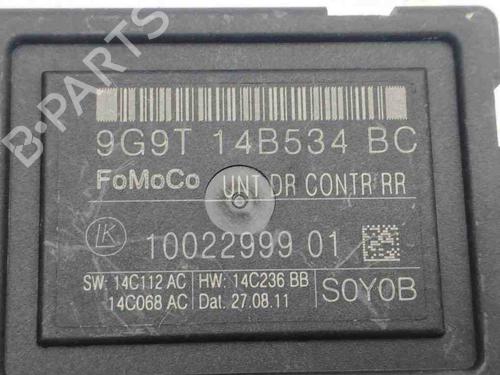 B-PARTS
9G9T 14B534 BC
FoMoCo UNT DR CONTR RR
LK 10022999 01
SW: 14C112 AC HW: 14C236 BB
14C068 AC Dat. 27.08.11 S0Y0B